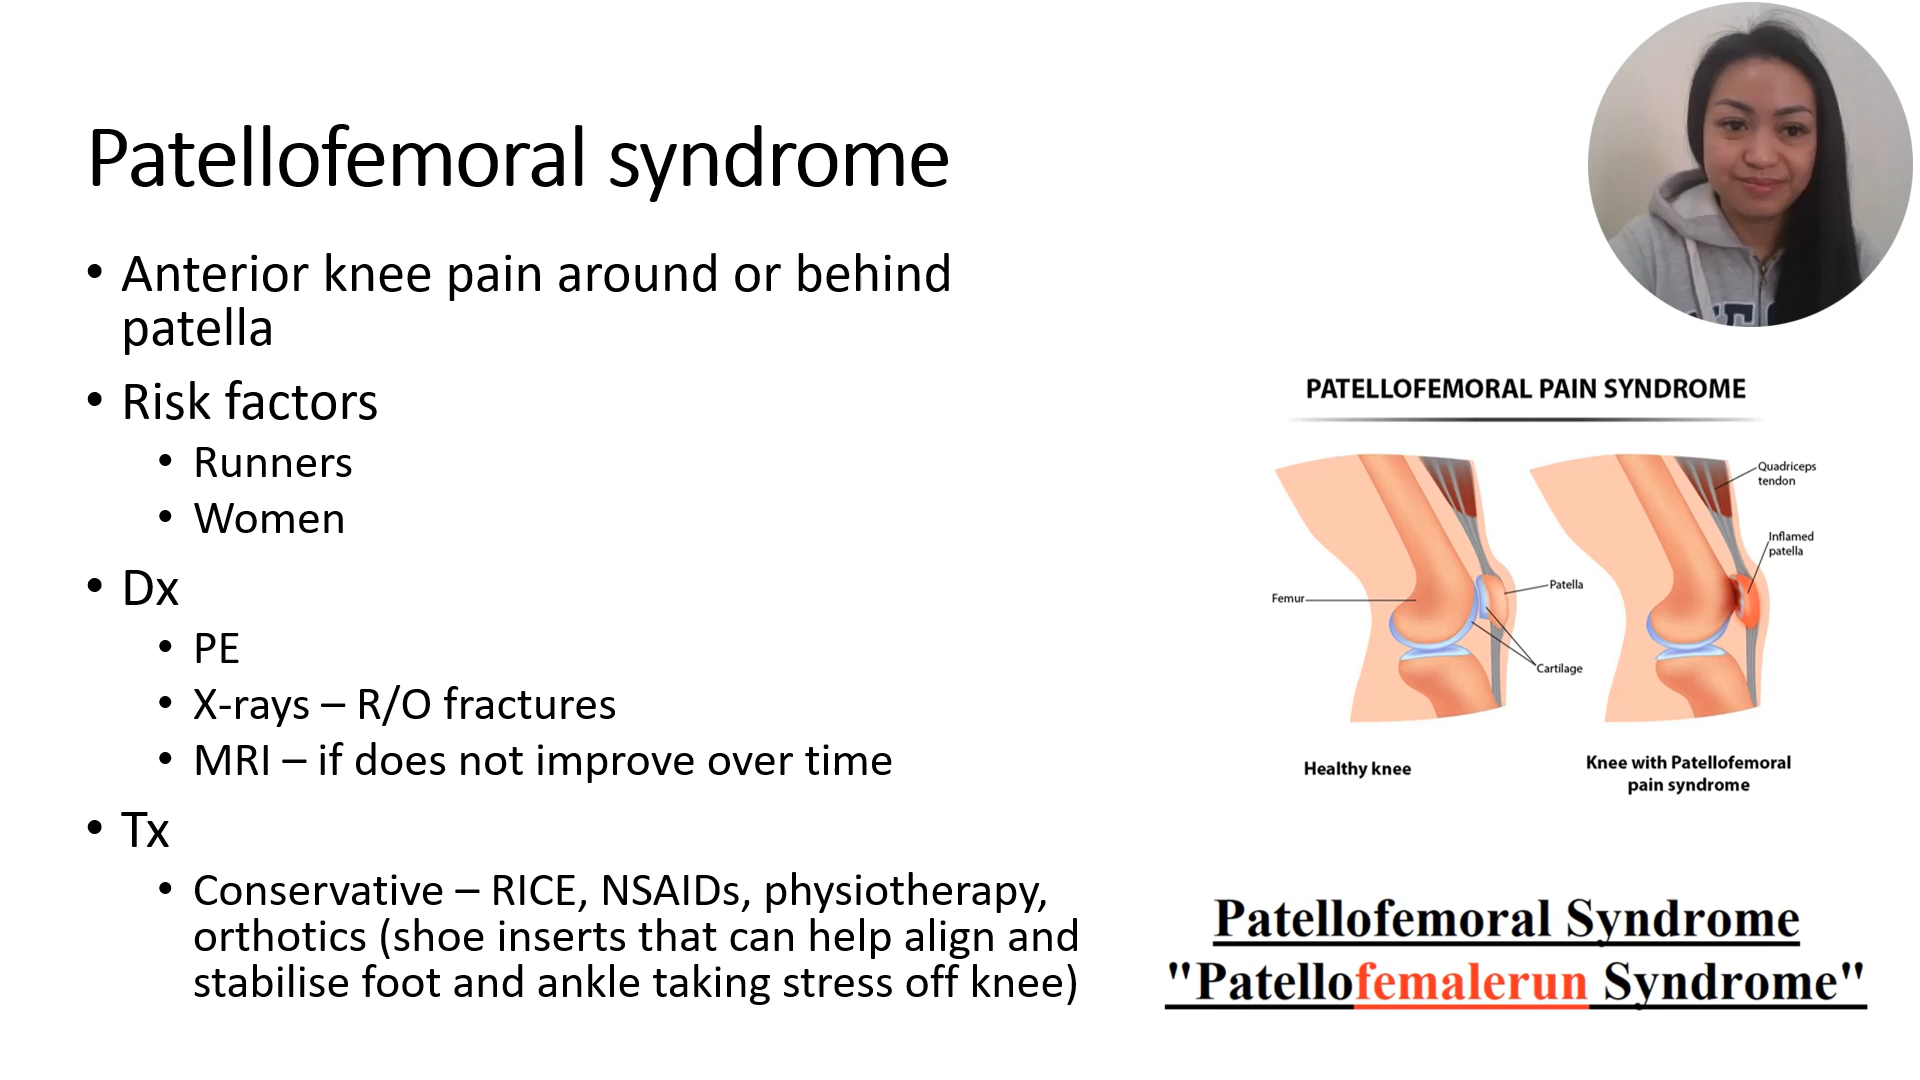 Patellofemoral syndrome
• Anterior knee pain around or behind
patella
• Risk factors
• Runners
• Women
• Dx
• PE
• X-rays – R/O fractures
• MRI – if does not improve over time
• Tx
• Conservative – RICE, NSAIDs, physiotherapy,
orthotics (shoe inserts that can help align and
stabilise foot and ankle taking stress off knee)
PATELLOFEMORAL PAIN SYNDROME
Quadriceps
tendon
Inflamed
patella
Patella
Femur
Cartilage
Healthy knee
Knee with Patellofemoral
pain syndrome
Patellofemoral Syndrome
"Patellofemalerun Syndrome"